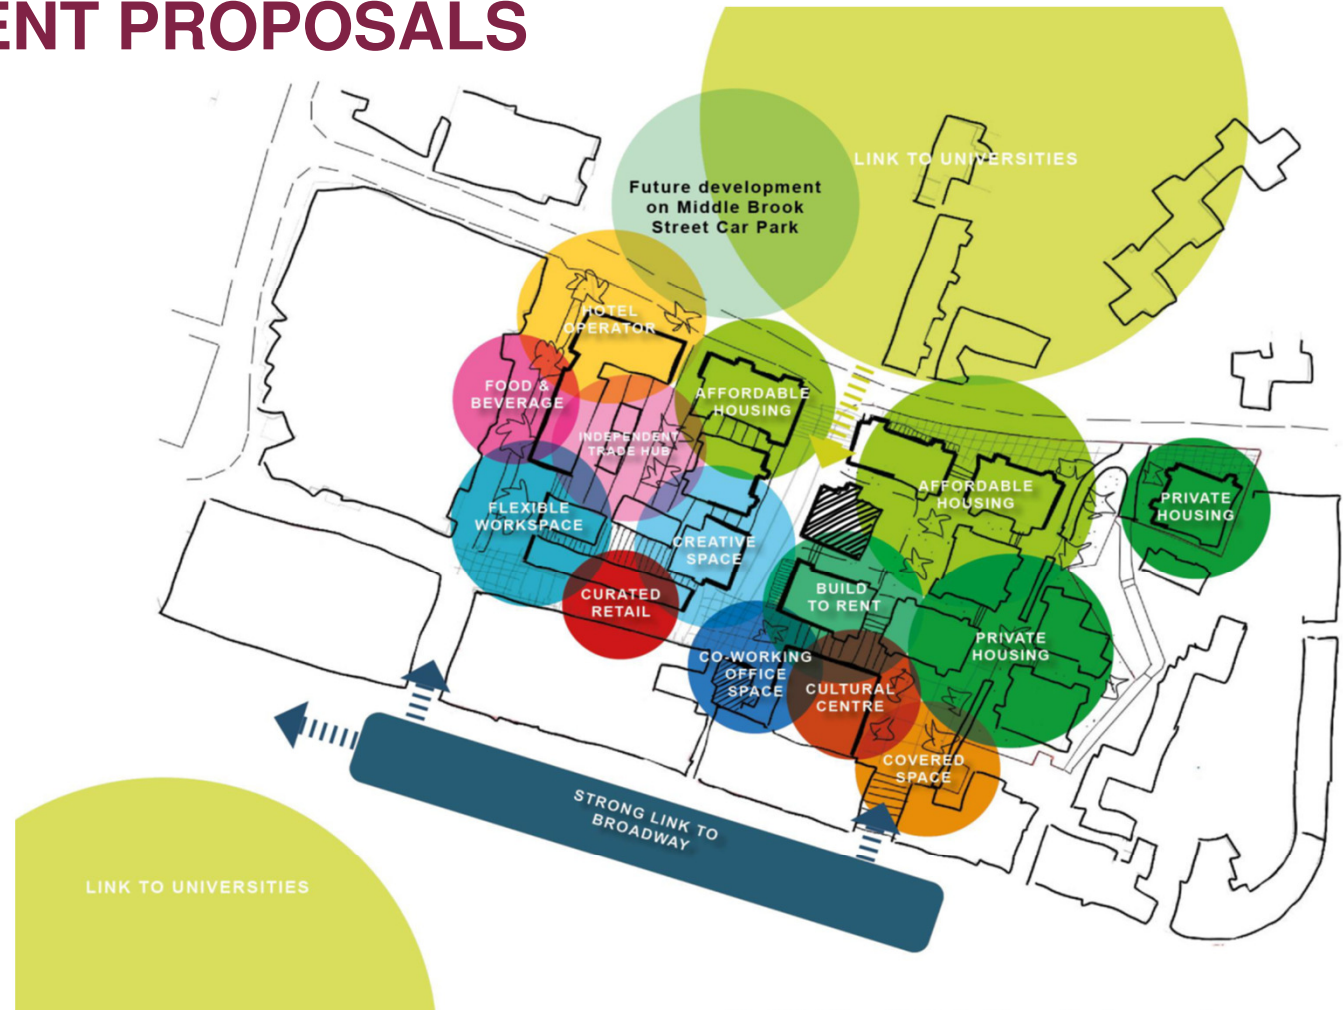 ENT PROPOSALS
LINK TO UNIVERSITIES
Future development
on Middle Brook
Street Car Park
HOTEL
OPERATOR
FOOD &
BEVERAGE
AFFORDABLE
HOUSING
INDEPENDENT
TRADE HUB
AFFORDABLE
HOUSING
PRIVATE
HOUSING
FLEXIBLE
WORKSPACE
CREATIVE
SPACE
CURATED
RETAIL
BUILD
TO RENT
PRIVATE
HOUSING
CO-WORKING
OFFICE
SPACE
CULTURAL
CENTRE
COVERED
SPACE
STRONG LINK TO
BROADWAY
LINK TO UNIVERSITIES